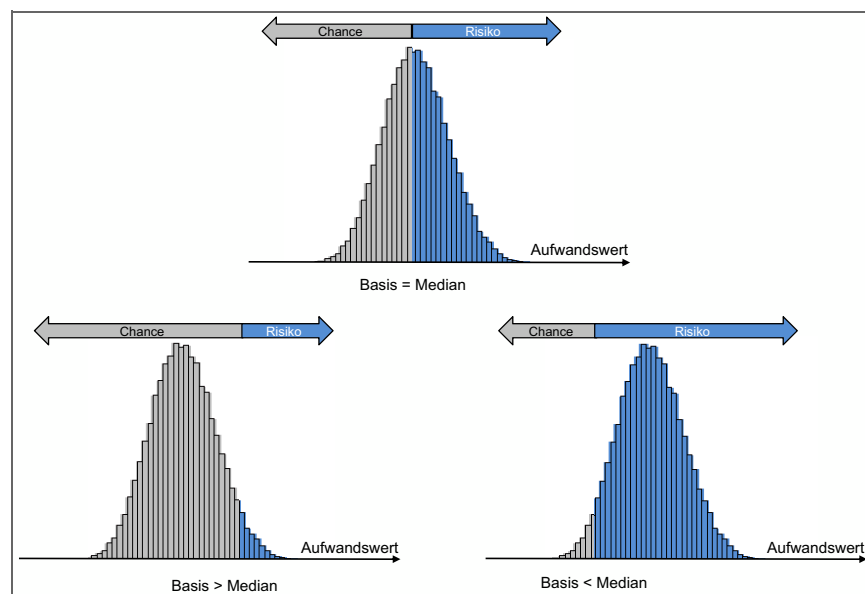 Chance Risiko
Aufwandswert
Basis = Median
Chance Risiko
Chance Risiko
Aufwandswert
Aufwandswert
Basis > Median
Basis < Median